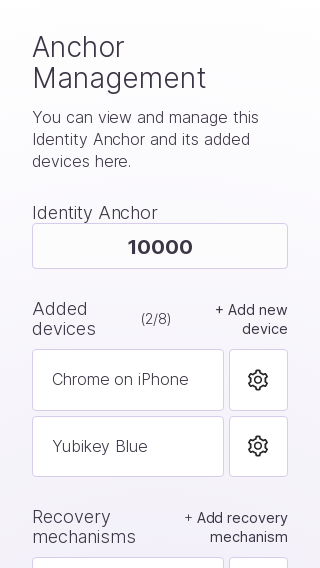 Anchor
Management
You can view and manage this
Identity Anchor and its added
devices here.
Identity Anchor
10000
Added
devices
(2/8)
+ Add new
device
Chrome on iPhone
Yubikey Blue
Recovery
mechanisms
+ Add recovery
mechanism